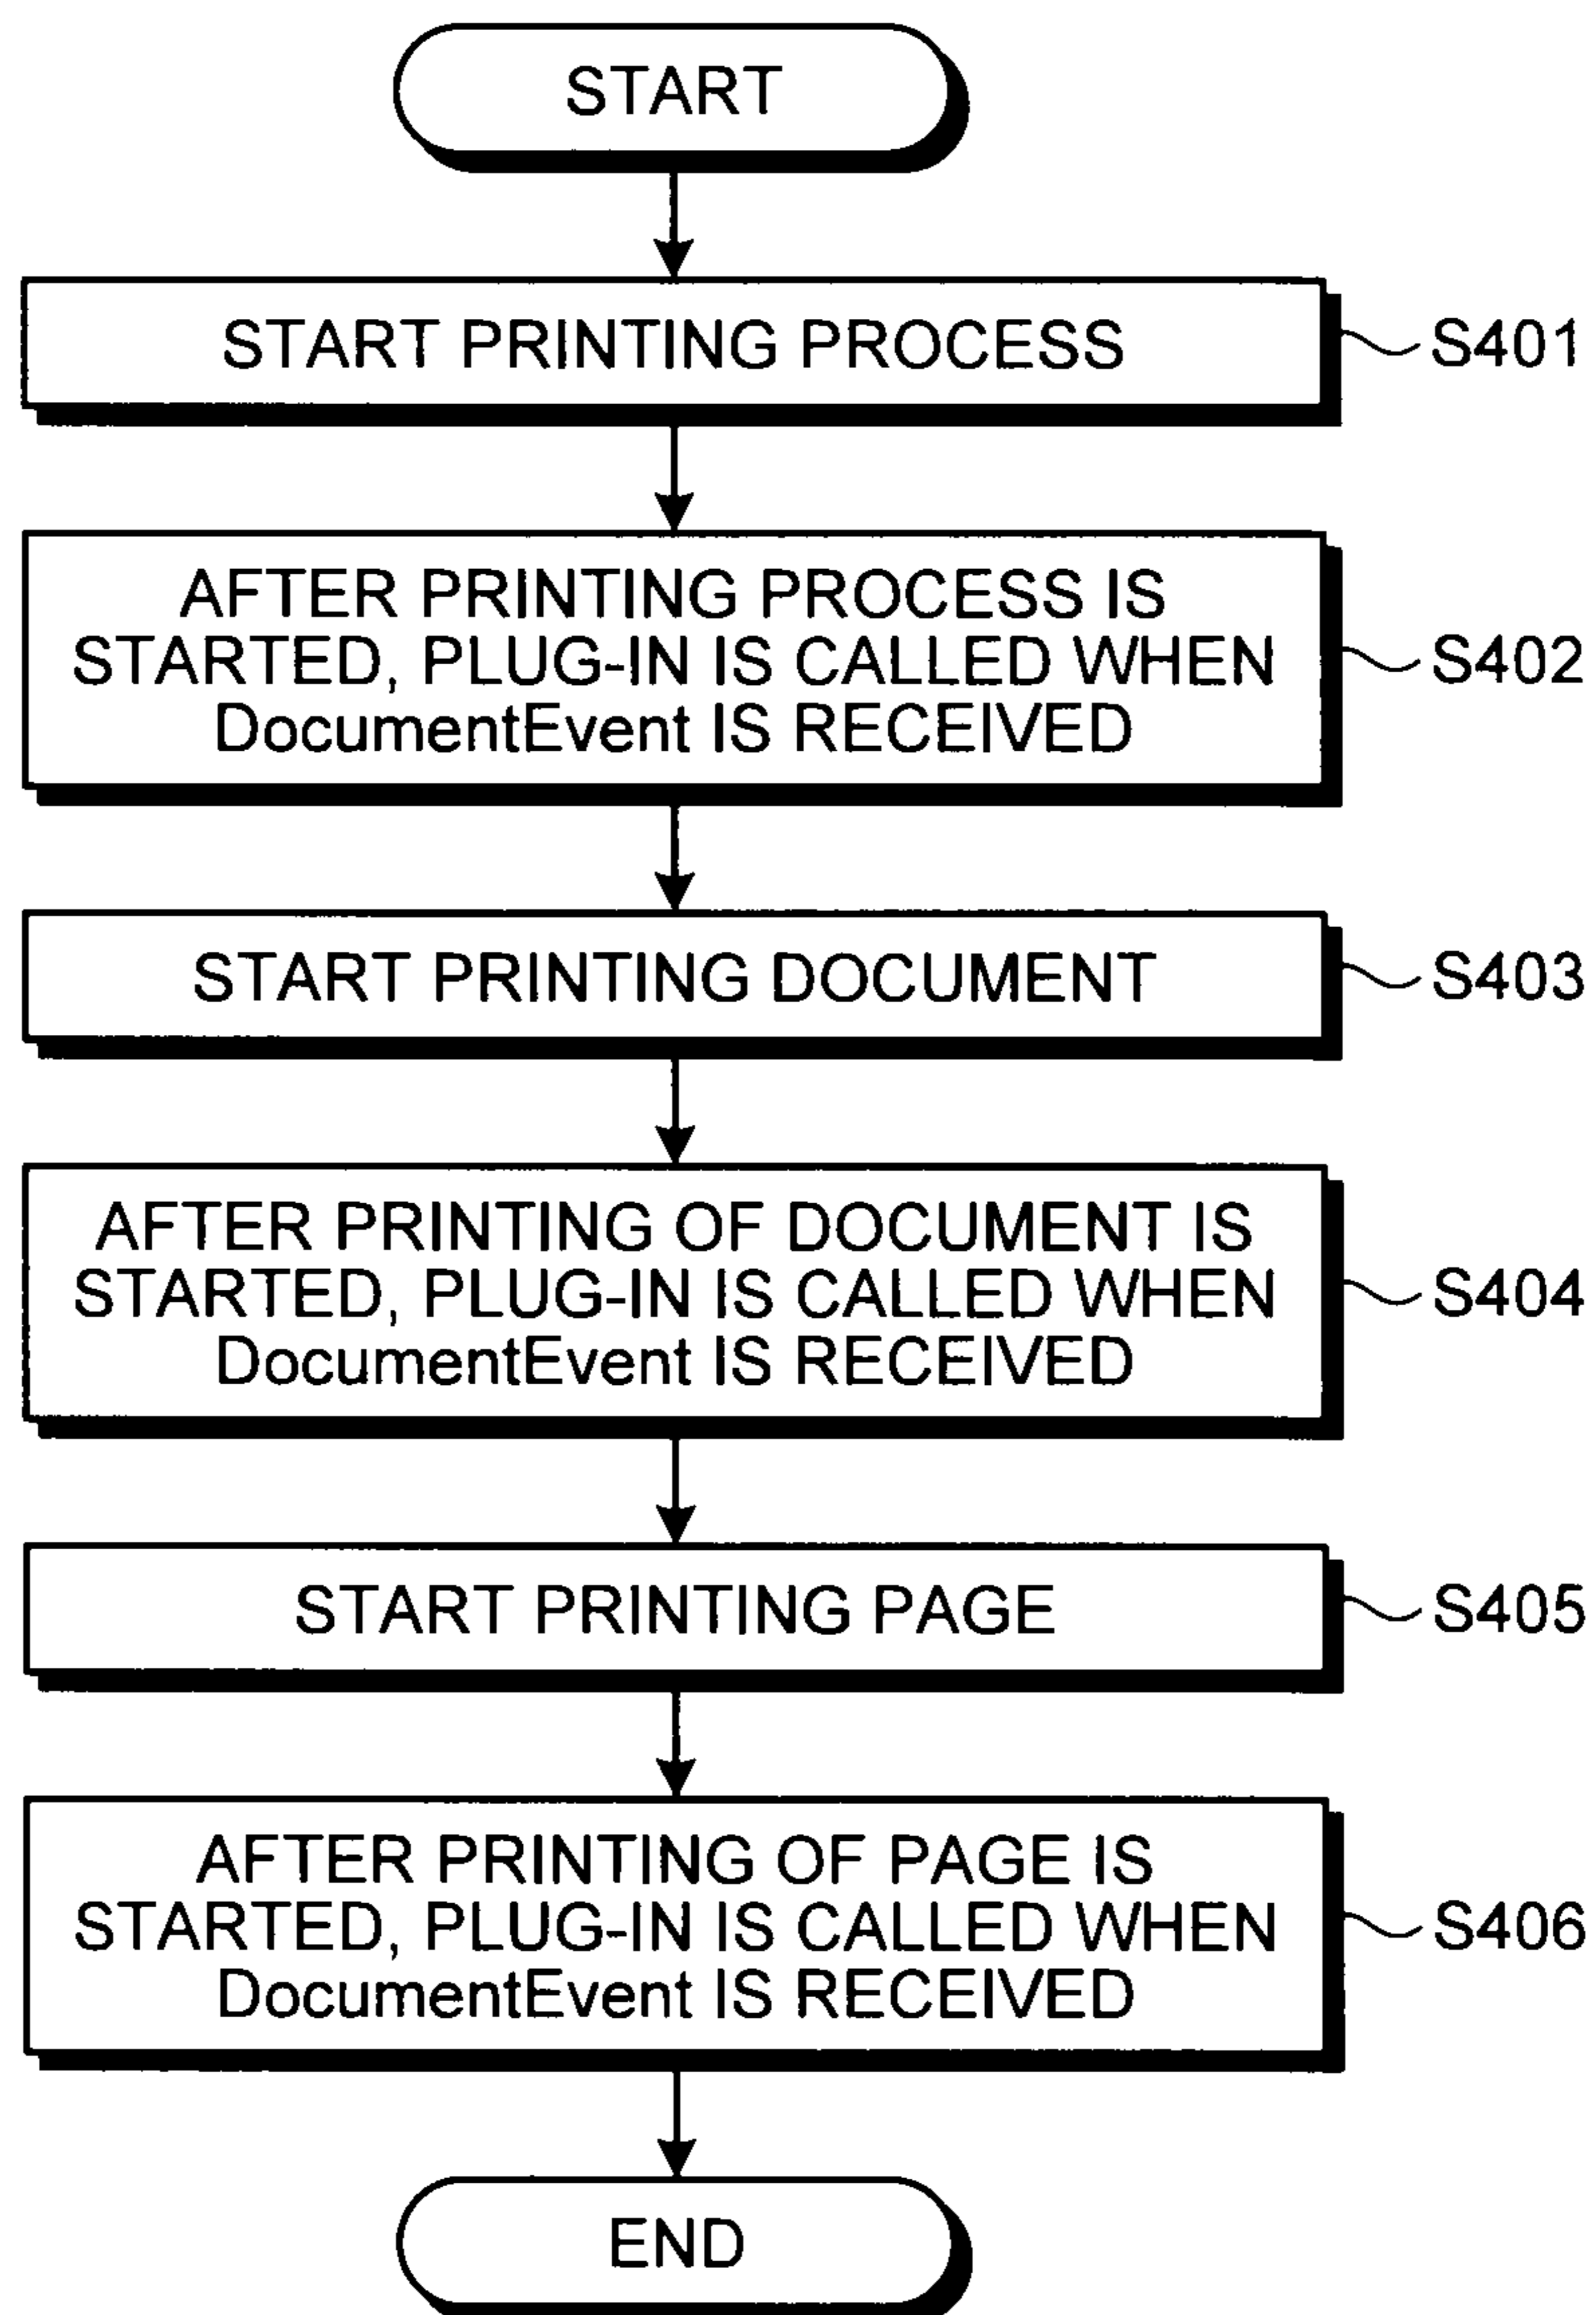 START
START PRINTING PROCESS
S401
AFTER PRINTING PROCESS IS
STARTED, PLUG-IN IS CALLED WHEN
DocumentEvent IS RECEIVED
S402
START PRINTING DOCUMENT
S403
AFTER PRINTING OF DOCUMENT IS
STARTED, PLUG-IN IS CALLED WHEN
DocumentEvent IS RECEIVED
S404
START PRINTING PAGE
S405
AFTER PRINTING OF PAGE IS
STARTED, PLUG-IN IS CALLED WHEN
DocumentEvent IS RECEIVED
S406
END